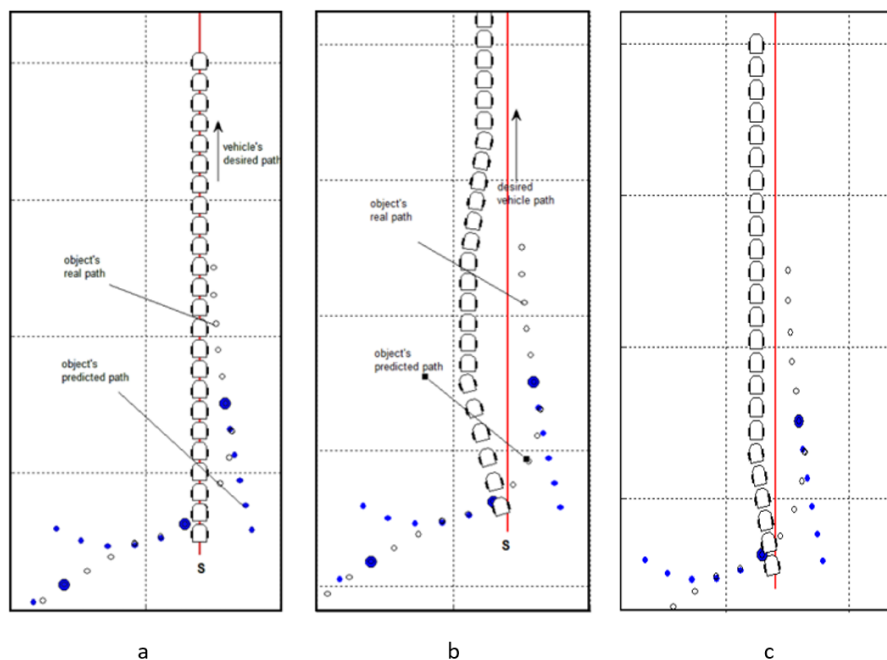 vehicle's
desired path
object's
real path
object's
predicted path
S
object's
real path
desired
vehicle path
object's
predicted path
S
a
b
c